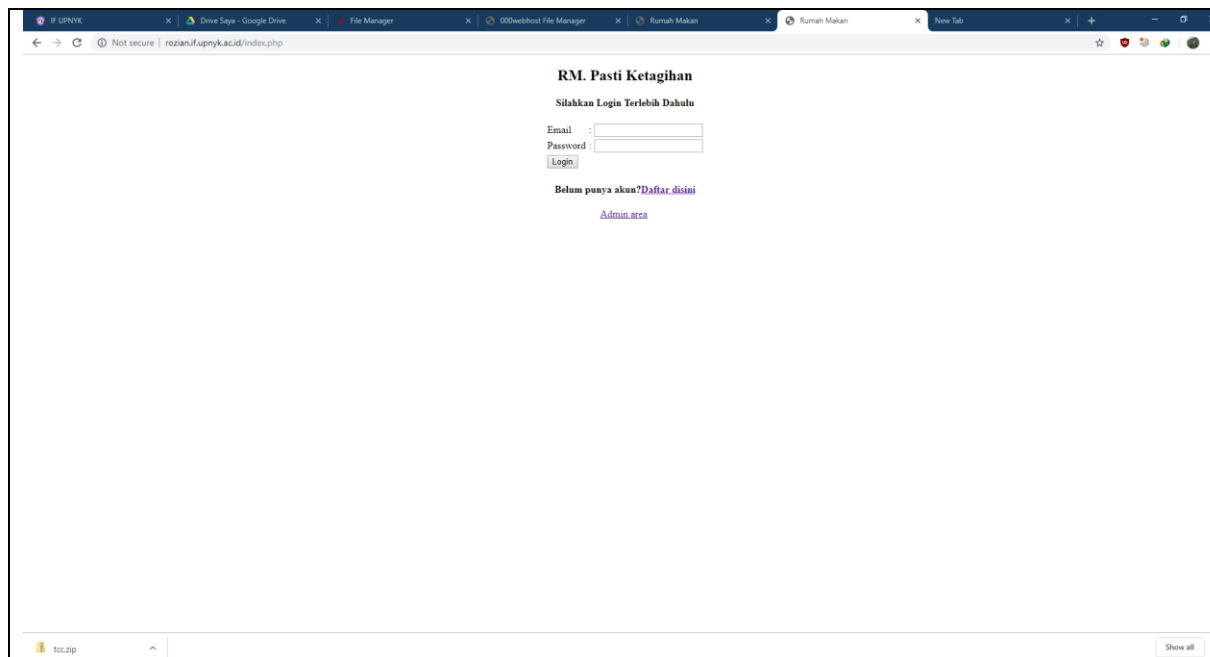 IF UPNYK
Drive Saya - Google Drive
File Manager
000webhost File Manager
Rumah Makan
Rumah Makan
New Tab
Not secure | rozian.if.upnyk.ac.id/index.php
RM. Pasti Ketagihan
Silahkan Login Terlebih Dahulu
Email :
Password :
Login
Belum punya akun?Daftar disini
Admin area
tcc.zip
Show all